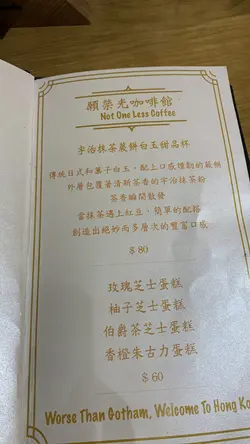 願榮光咖啡館
Not One Less Coffee
宇治抹茶蕨餅白玉甜品杯
傳統日式和菓子白玉，配上口感煙韌的蕨餅
外層包覆著清新茶香的宇治抹茶粉
茶香瞬間散發
當抹茶遇上紅豆，簡單的配搭
創造出絕妙而多層次的豐富口感
$ 80
玫瑰芝士蛋糕
柚子芝士蛋糕
伯爵茶芝士蛋糕
香橙朱古力蛋糕
$ 60
Worse Than Gotham, Welcome To Hong Ko